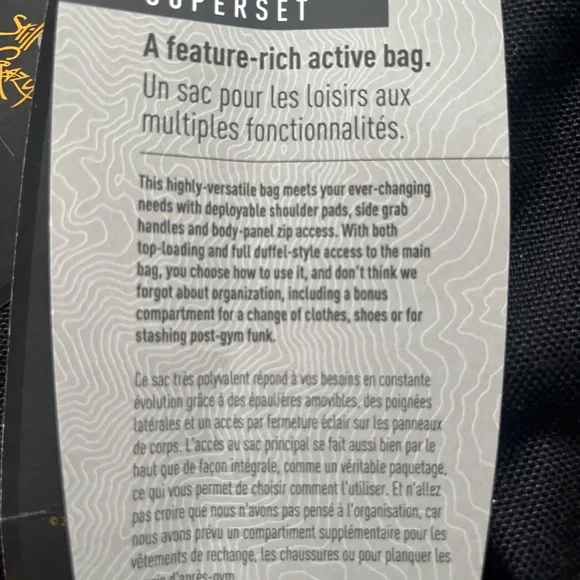 SUPERSET
A feature-rich active bag.
Un sac pour les loisirs aux
multiples fonctionnalités.
This highly-versatile bag meets your ever-changing
needs with deployable shoulder pads, side grab
handles and body-panel zip access. With both
top-loading and full duffel-style access to the main
bag, you choose how to use it, and don't think we
forgot about organization, including a bonus
compartment for a change of clothes, shoes or for
stashing post-gym funk.
Ce sac très polyvalent répond à vos besoins en constante
évolution grâce à des épaulières amovibles, des poignées
latérales et un accès par fermeture éclair sur les panneaux
de corps. L'accès au sac principal se fait aussi bien par le
haut que de façon intégrale, comme un véritable paquetage,
ce qui vous permet de choisir comment l'utiliser. Et n'allez
pas croire que nous n'avons pas pensé à l'organisation, car
nous avons prévu un compartiment supplémentaire pour les
vêtements de rechange, les chaussures ou pour planquer les
d'après-gym